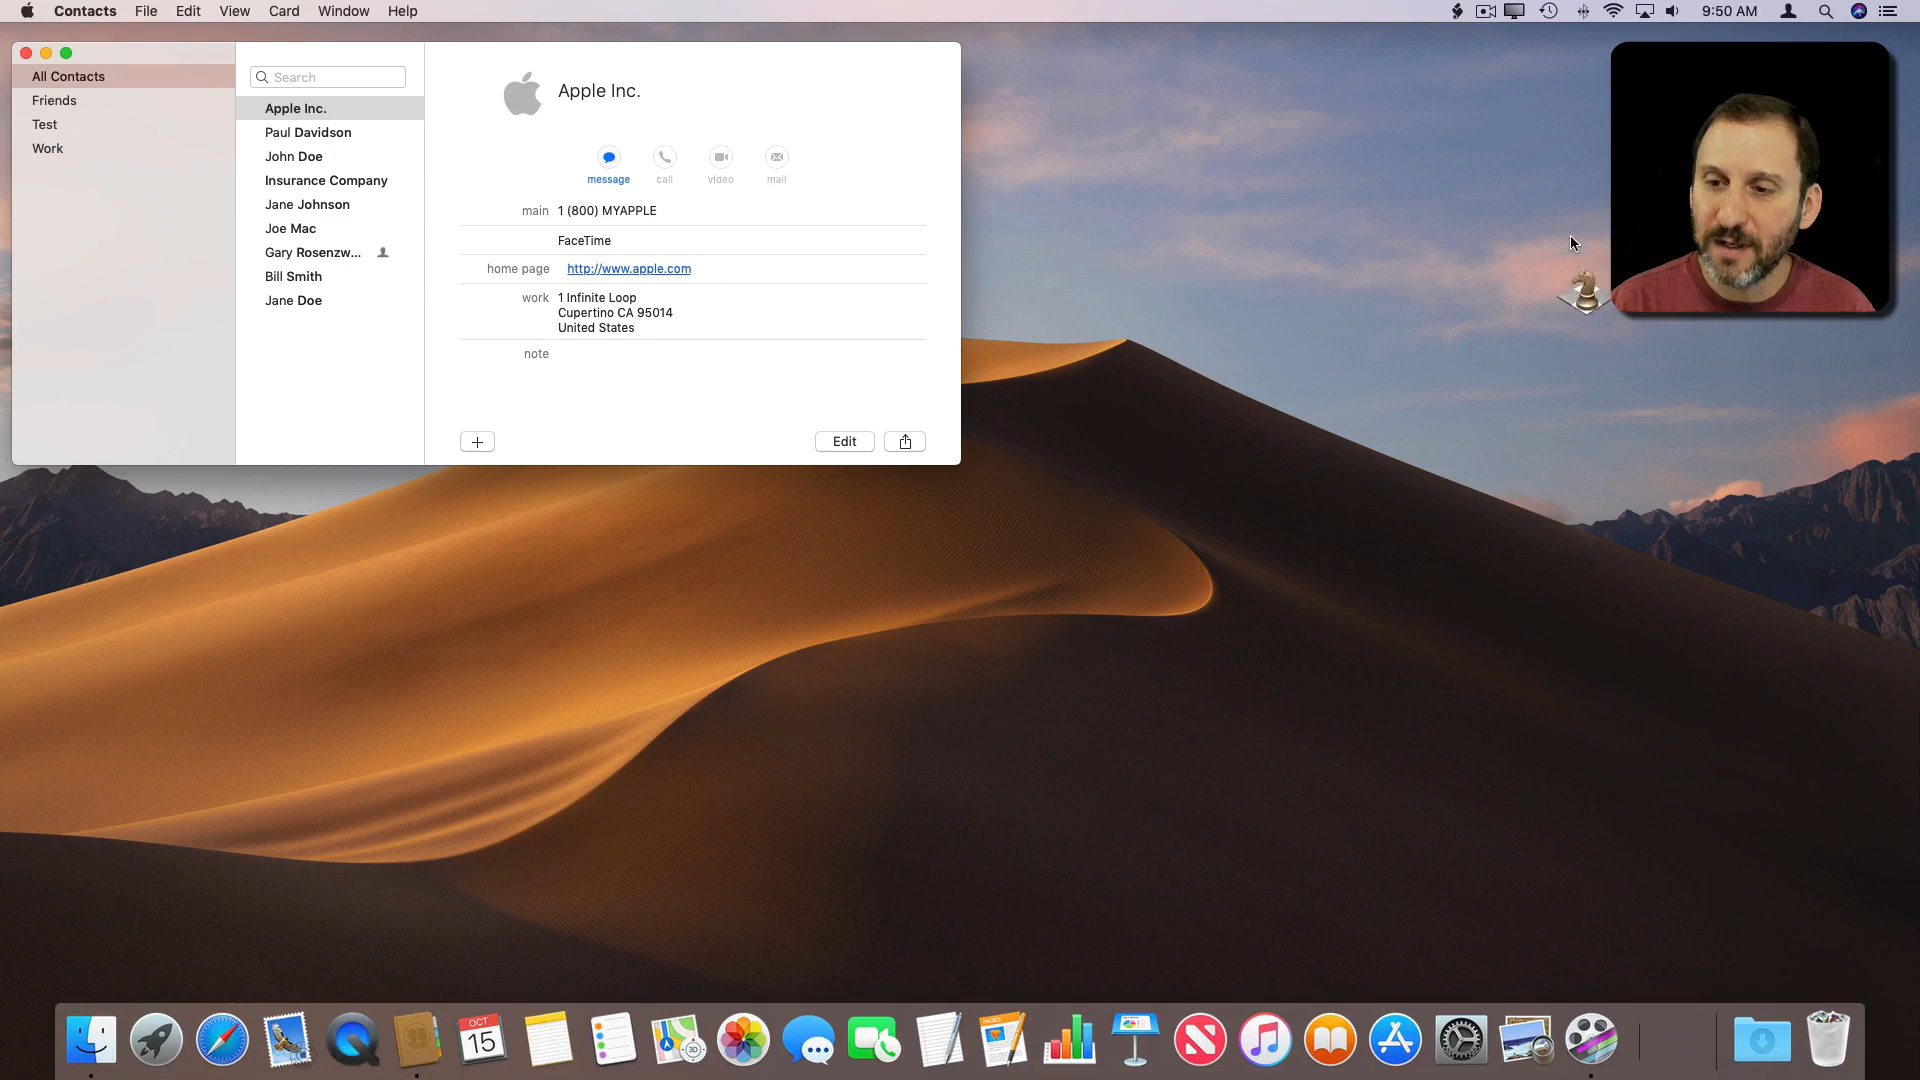 Contacts File Edit View Card Window Help 9:50 AM
All Contacts
Friends
Test
Work
Search
Apple Inc.
Paul Davidson
John Doe
Insurance Company
Jane Johnson
Joe Mac
Gary Rosenzw...
Bill Smith
Jane Doe
Apple Inc.
message call video mail
main 1 (800) MYAPPLE
FaceTime
home page http://www.apple.com
work 1 Infinite Loop
Cupertino CA 95014
United States
note
+ Edit
OCT
15
3D
PAGES